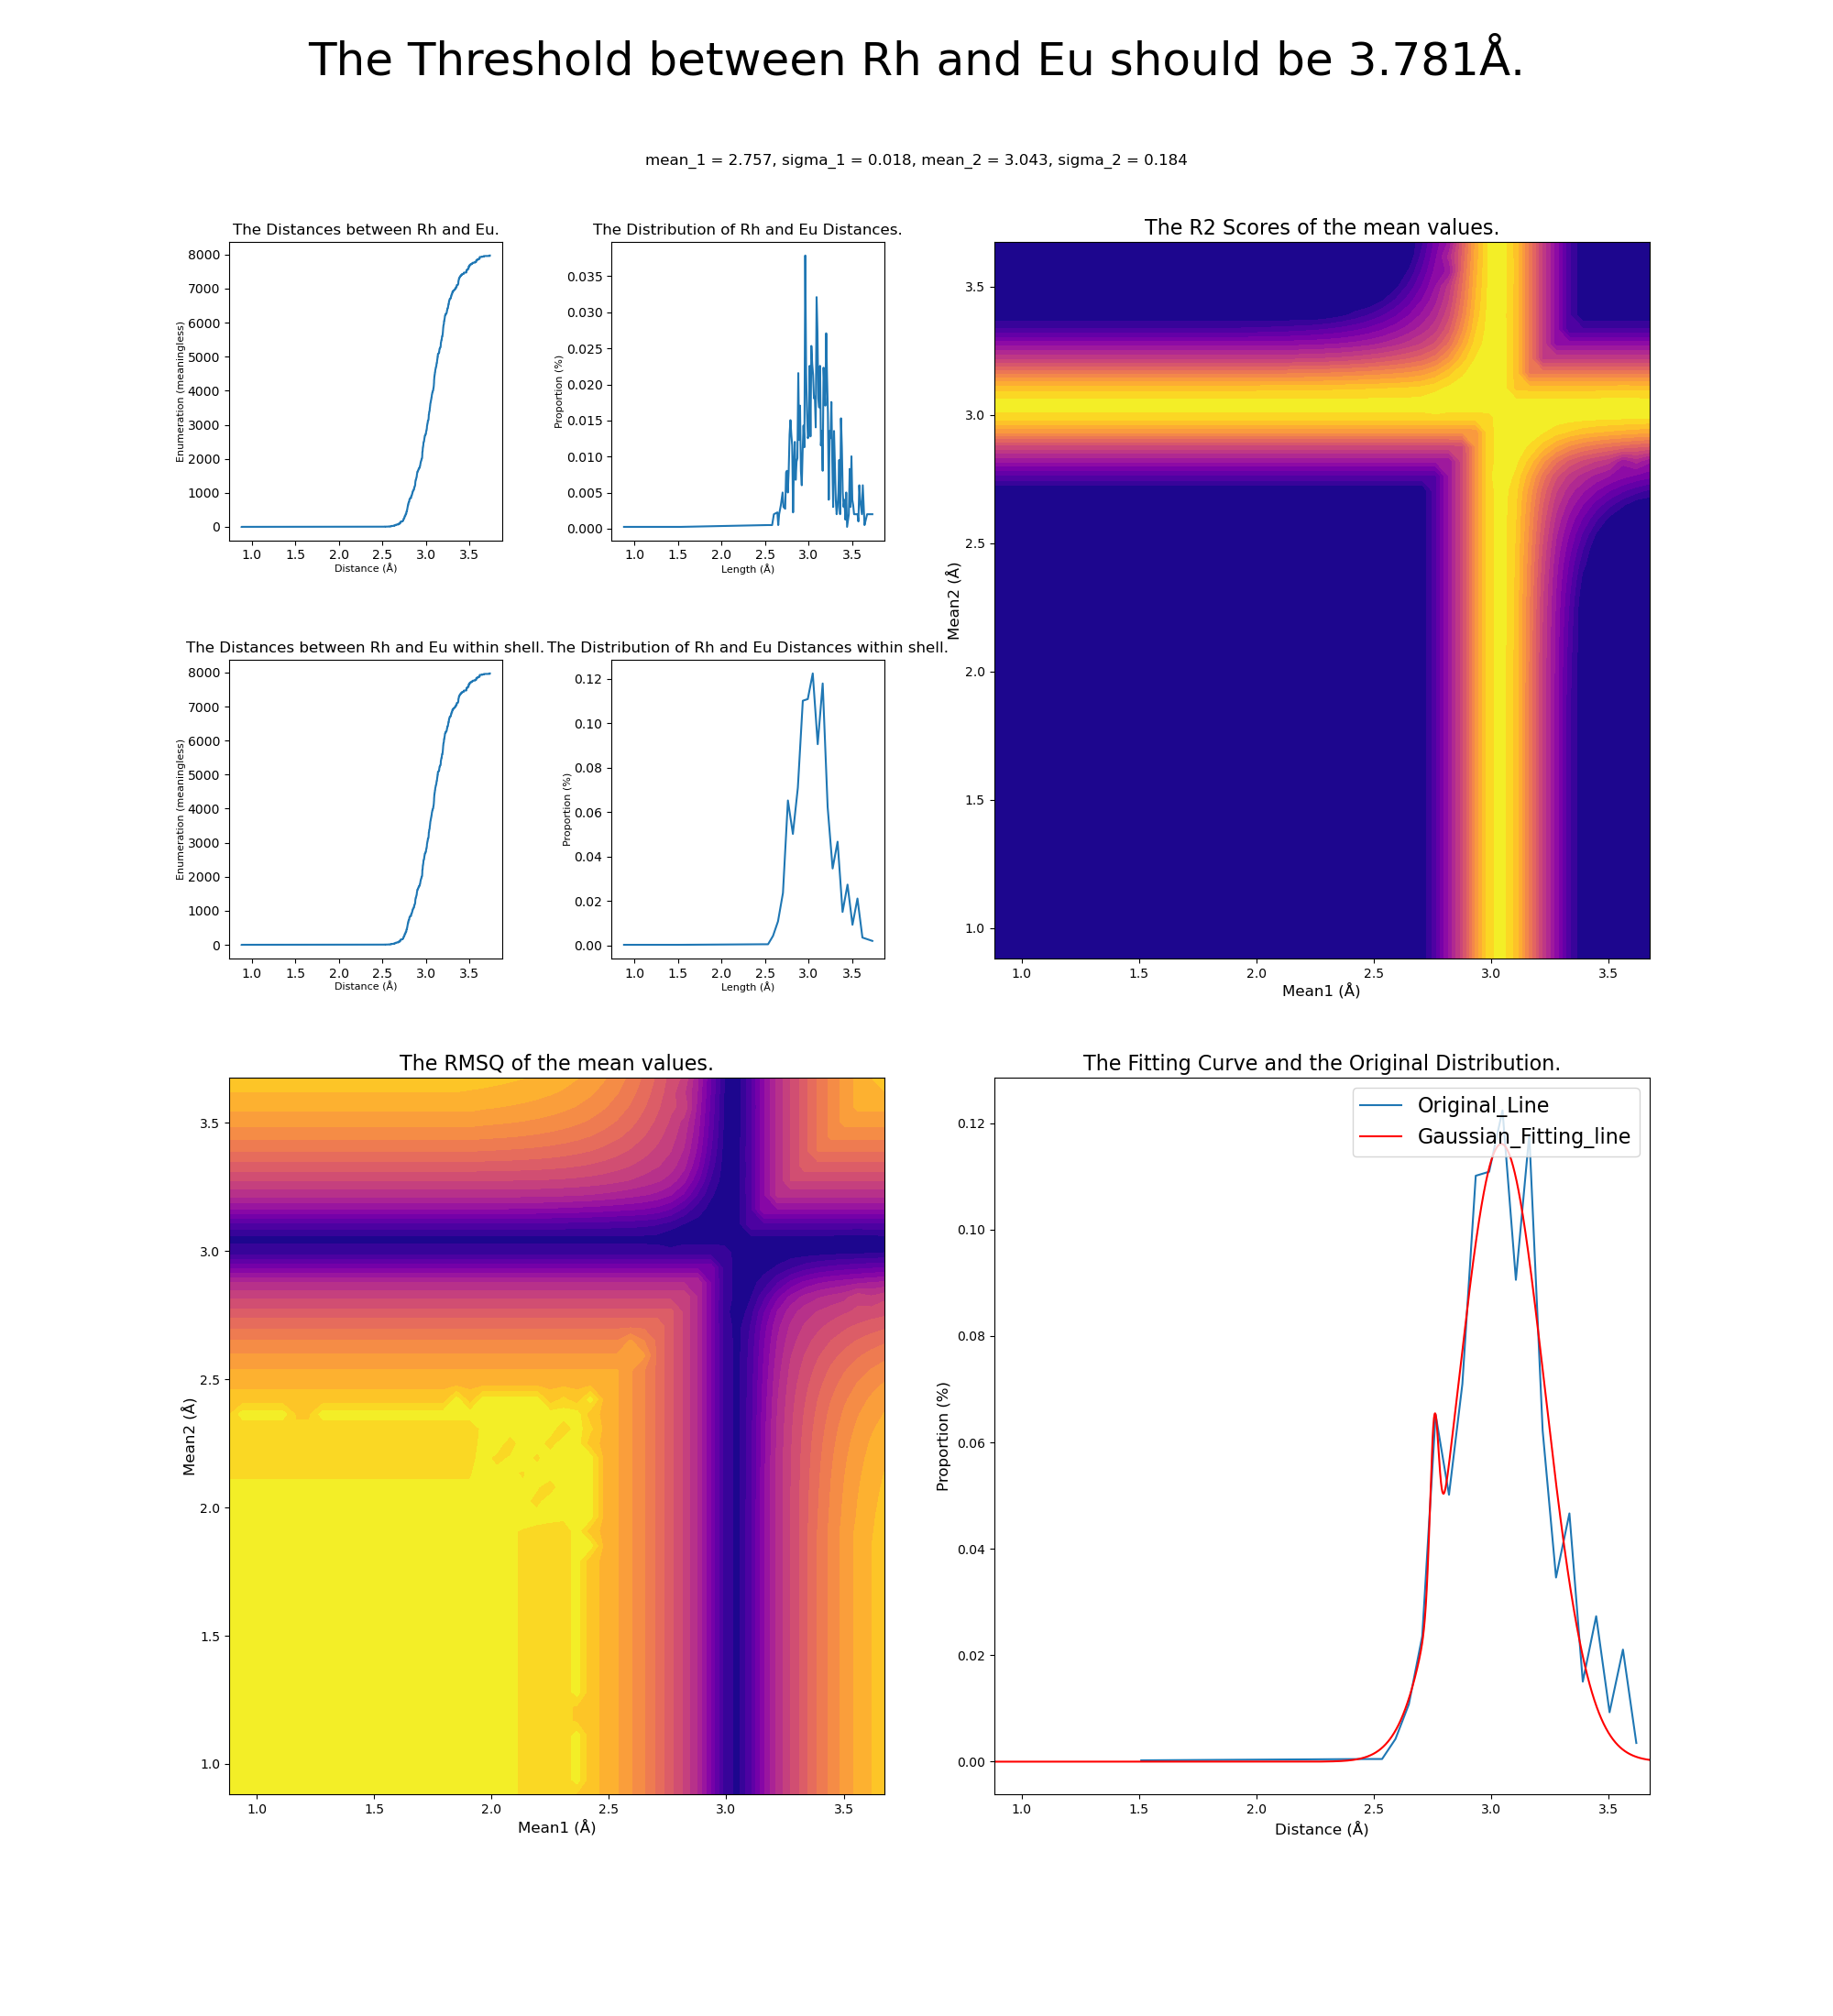 The Threshold between Rh and Eu should be 3.781Å.
mean_1 = 2.757, sigma_1 = 0.018, mean_2 = 3.043, sigma_2 = 0.184
The Distances between Rh and Eu.
8000
7000
6000
5000
4000
3000
2000
1000
0
Enumeration (meaningless)
1.0 1.5 2.0 2.5 3.0 3.5
Distance (Å)
The Distribution of Rh and Eu Distances.
0.035
0.030
0.025
0.020
0.015
0.010
0.005
0.000
Proportion (%)
1.0 1.5 2.0 2.5 3.0 3.5
Length (Å)
The R2 Scores of the mean values.
3.5
3.0
2.5
2.0
1.5
1.0
Mean2 (Å)
1.0 1.5 2.0 2.5 3.0 3.5
Mean1 (Å)
The Distances between Rh and Eu within shell.
8000
7000
6000
5000
4000
3000
2000
1000
0
Enumeration (meaningless)
1.0 1.5 2.0 2.5 3.0 3.5
Distance (Å)
The Distribution of Rh and Eu Distances within shell.
0.12
0.10
0.08
0.06
0.04
0.02
0.00
Proportion (%)
1.0 1.5 2.0 2.5 3.0 3.5
Length (Å)
The RMSQ of the mean values.
3.5
3.0
2.5
2.0
1.5
1.0
Mean2 (Å)
1.0 1.5 2.0 2.5 3.0 3.5
Mean1 (Å)
The Fitting Curve and the Original Distribution.
Original_Line
Gaussian_Fitting_line
0.12
0.10
0.08
0.06
0.04
0.02
0.00
Proportion (%)
1.0 1.5 2.0 2.5 3.0 3.5
Distance (Å)